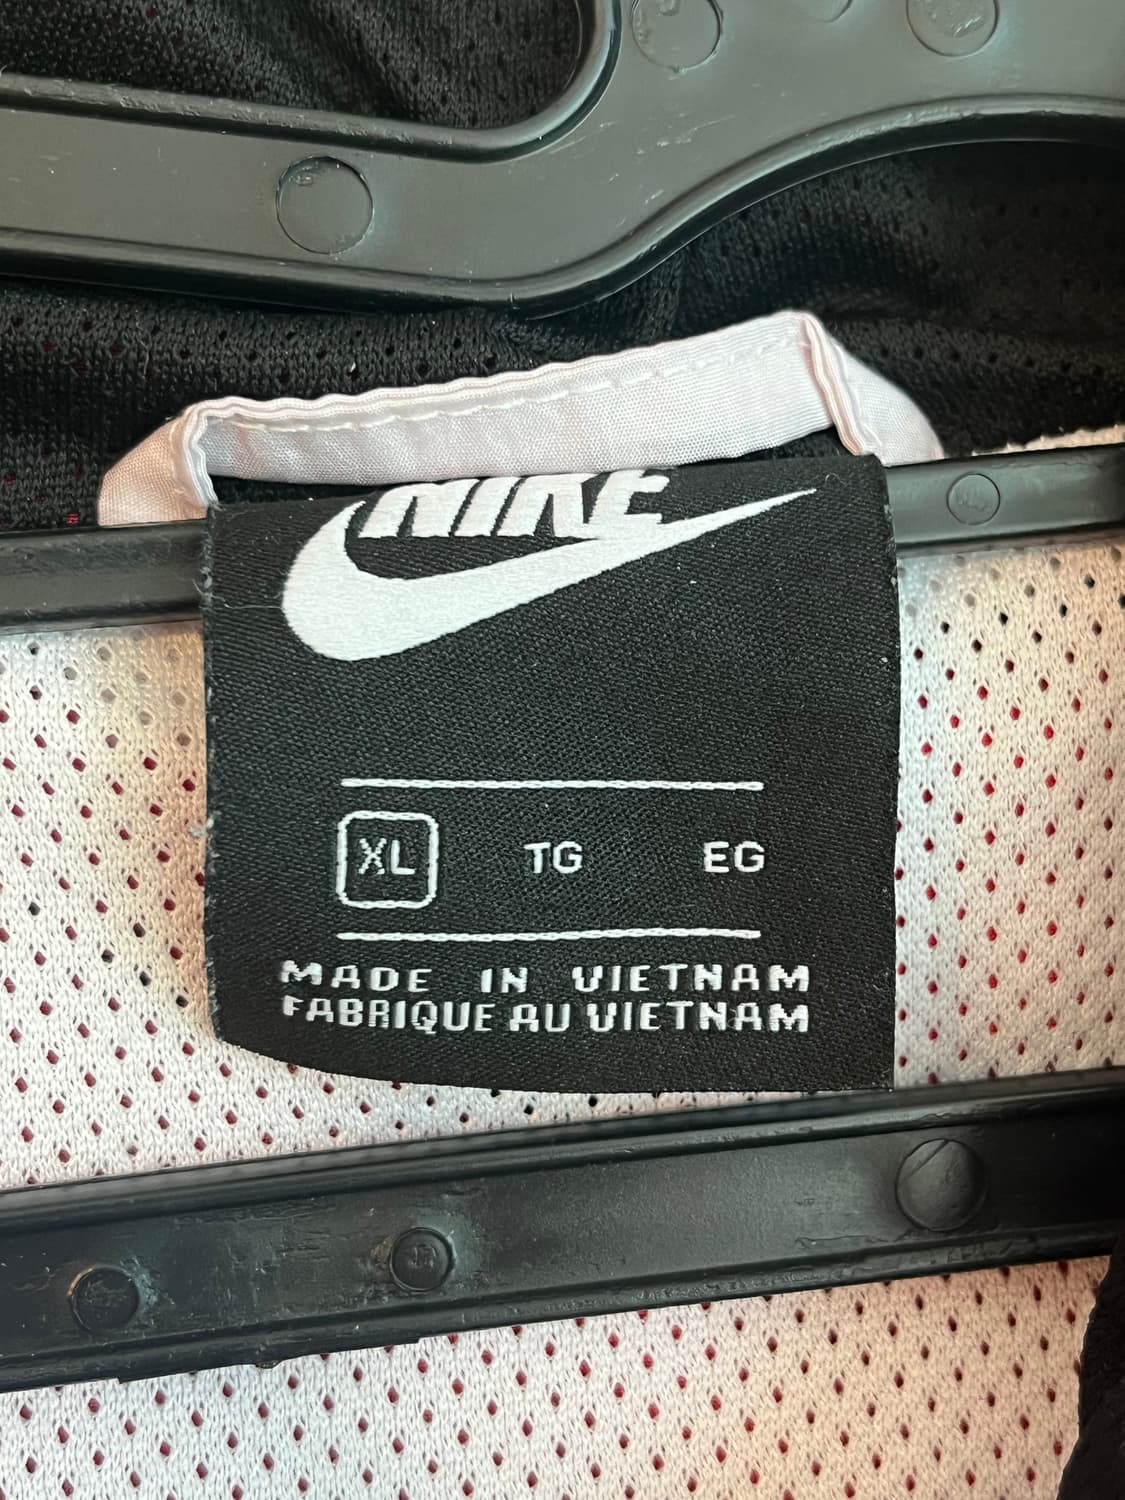 NIKE
XL TG EG
MADE IN VIETNAM
FABRIQUE AU VIETNAM